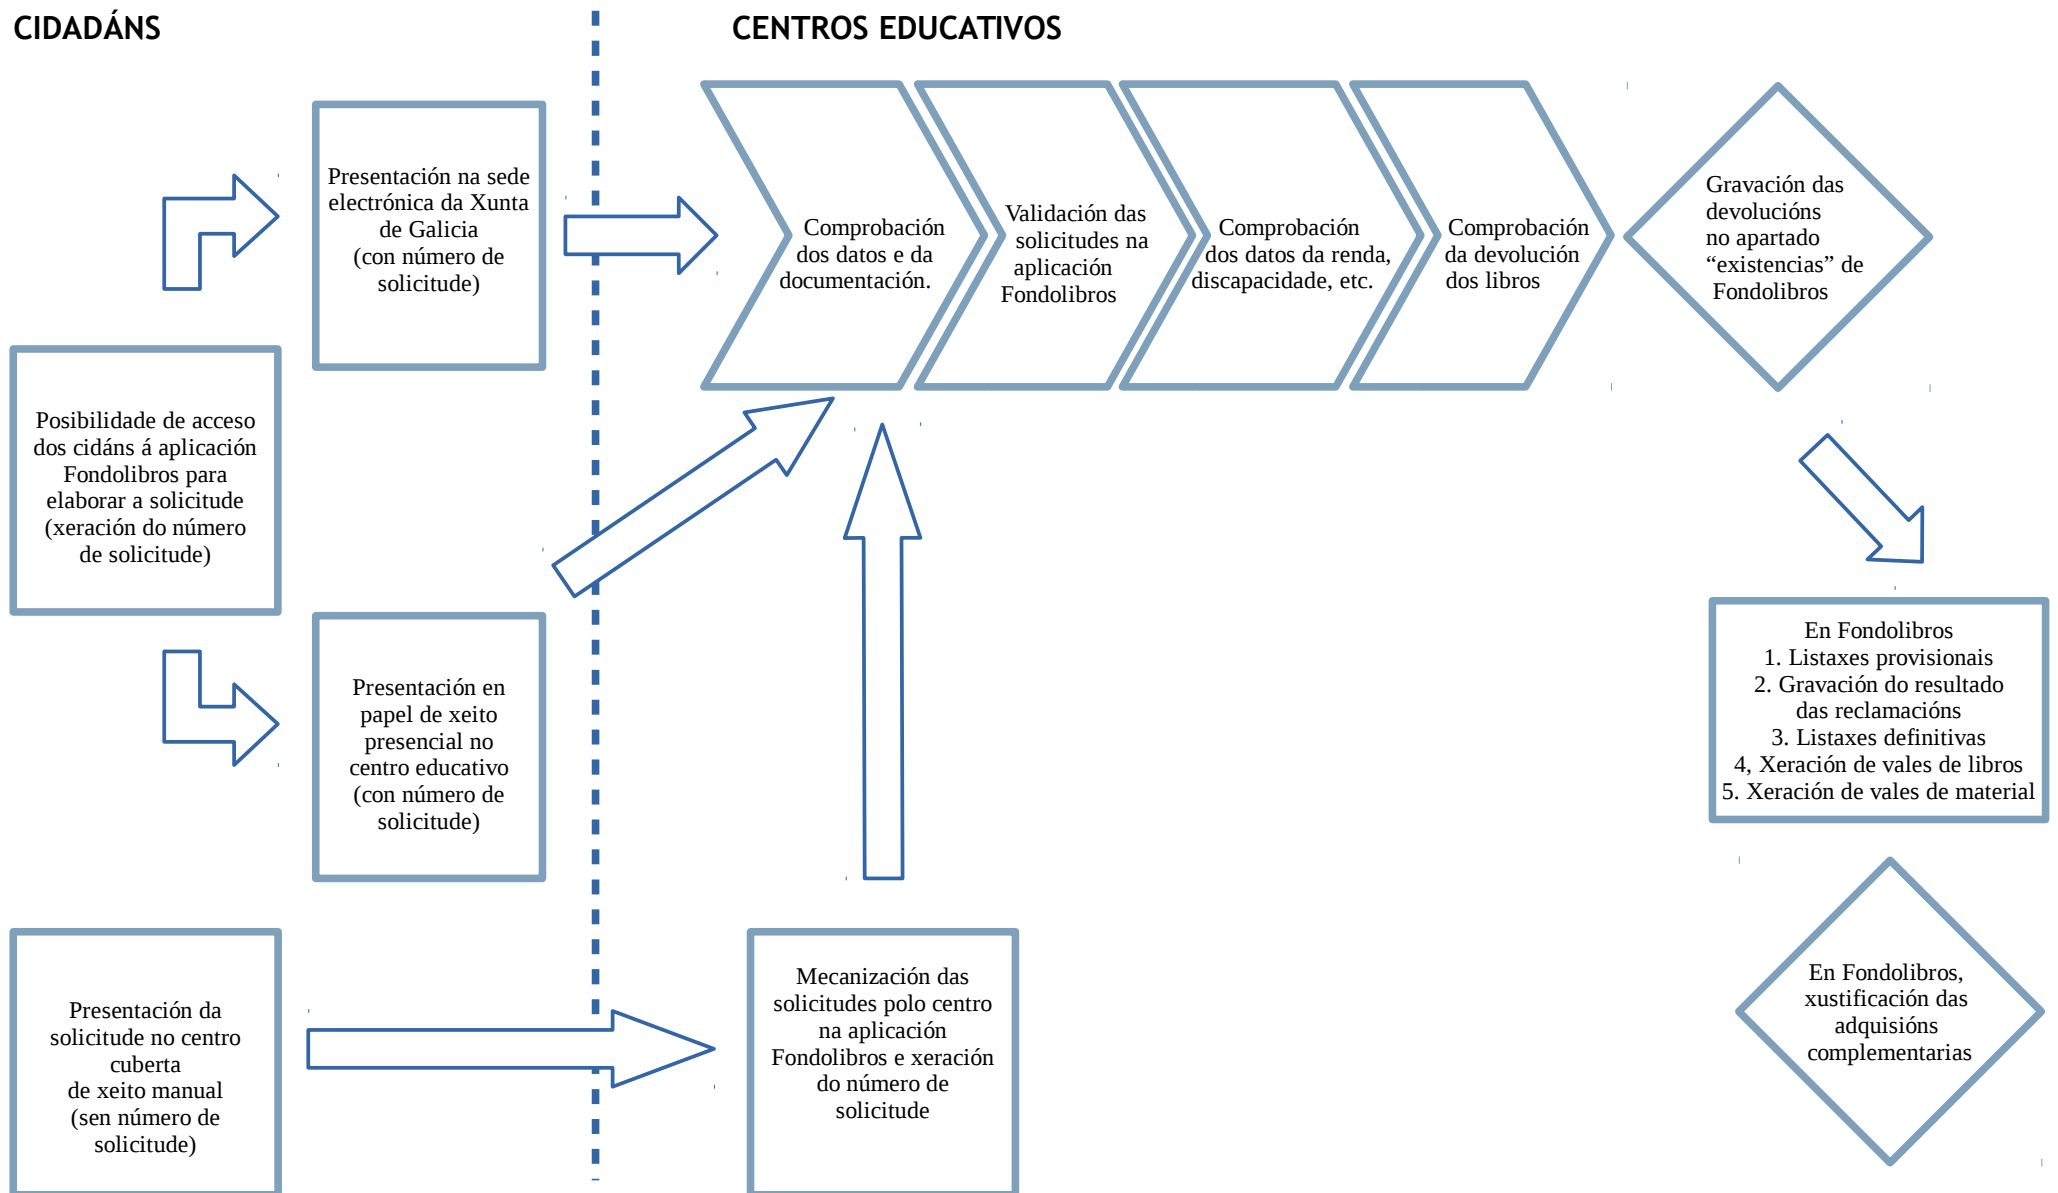 CIDADÁNS
CENTROS EDUCATIVOS
Presentación na sede
electrónica da Xunta
de Galicia
(con número de
solicitude)
Comprobación
dos datos e da
documentación.
Validación das
solicitudes na
aplicación
Fondolibros
Comprobación
dos datos da renda,
discapacidade, etc.
Comprobación
da devolución
dos libros
Gravación das
devolucións
no apartado
“existencias” de
Fondolibros
Posibilidade de acceso
dos cidáns á aplicación
Fondolibros para
elaborar a solicitude
(xeración do número
de solicitude)
Presentación en
papel de xeito
presencial no
centro educativo
(con número de
solicitude)
En Fondolibros
1. Listaxes provisionais
2. Gravación do resultado
das reclamacións
3. Listaxes definitivas
4, Xeración de vales de libros
5. Xeración de vales de material
Presentación da
solicitude no centro
cuberta
de xeito manual
(sen número de
solicitude)
Mecanización das
solicitudes polo centro
na aplicación
Fondolibros e xeración
do número de
solicitude
En Fondolibros,
xustificación das
adquisións
complementarias